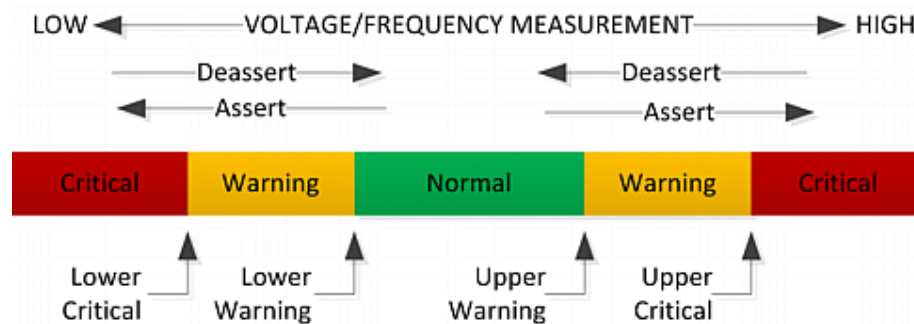 LOW VOLTAGE/FREQUENCY MEASUREMENT HIGH
Deassert Deassert
Assert Assert
Critical Warning Normal Warning Critical
Lower Lower Upper Upper
Critical Warning Warning Critical